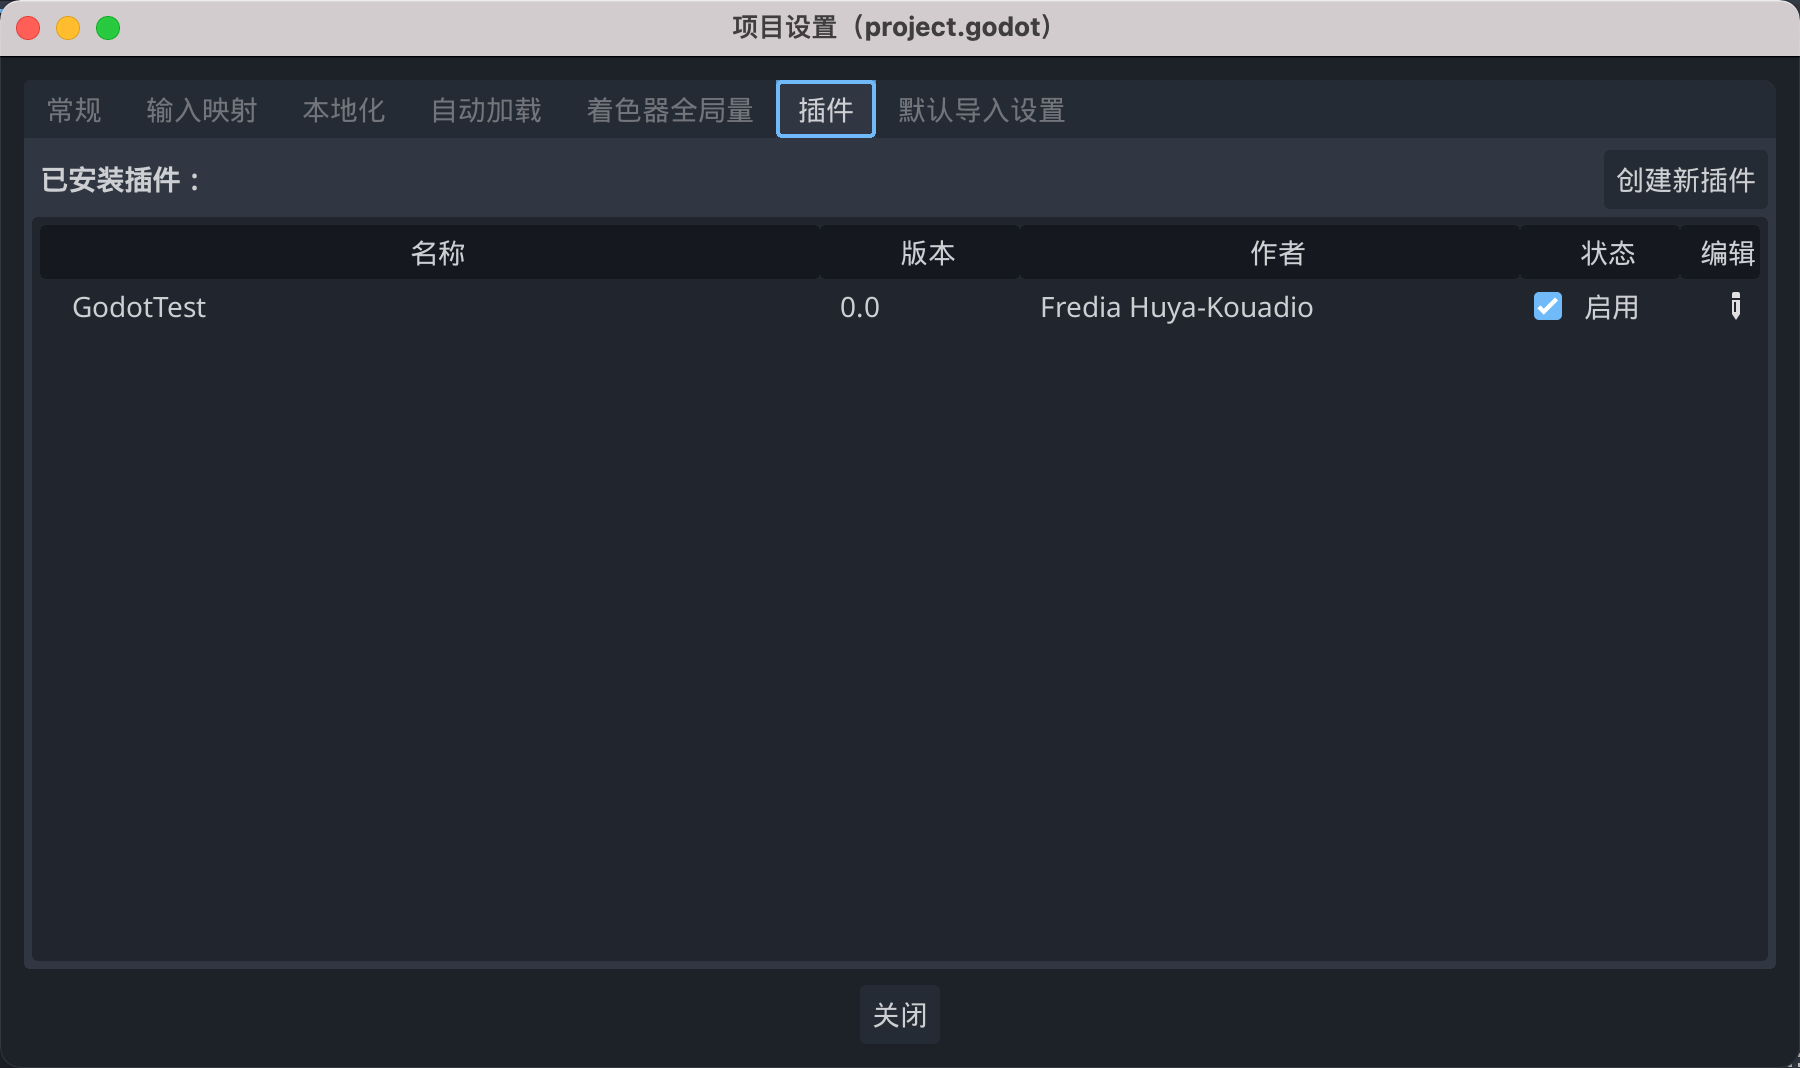 项目设置（project.godot）
常规 输入映射 本地化 自动加载 着色器全局量 插件 默认导入设置
已安装插件： 创建新插件
名称 版本 作者 状态 编辑
GodotTest 0.0 Fredia Huya-Kouadio 启用
关闭